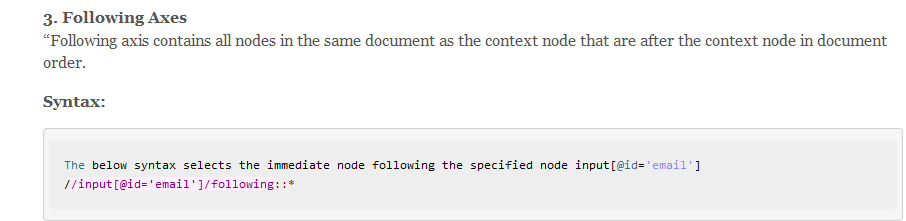 3. Following Axes
“Following axis contains all nodes in the same document as the context node that are after the context node in document
order.
Syntax:
The below syntax selects the immediate node following the specified node input[@id='email']
//input[@id='email']/following::*